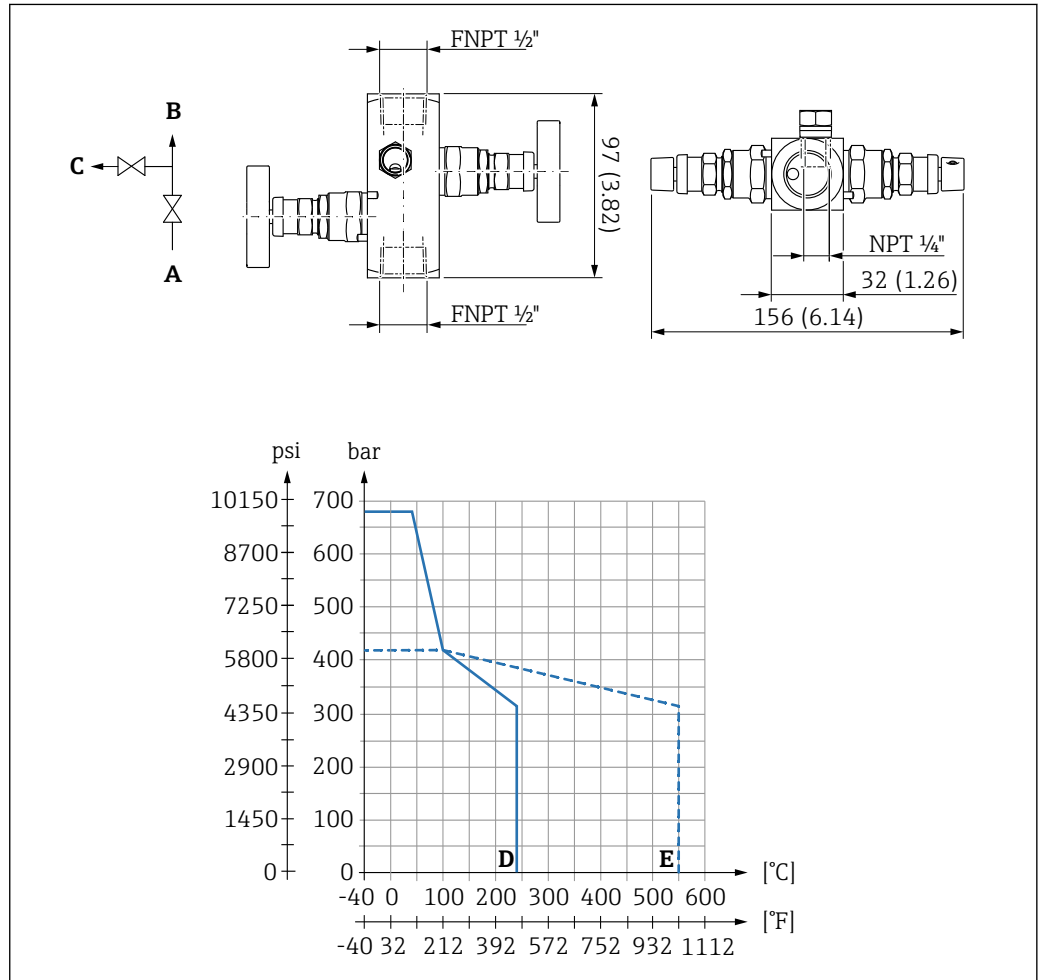 FNPT ½"
B
C
A
97 (3.82)
FNPT ½"
NPT ¼"
32 (1.26)
156 (6.14)
psi bar
10150 700
8700 600
7250 500
5800 400
4350 300
2900 200
1450 100
0 0
D E
[°C]
-40 0 100 200 300 400 500 600
[°F]
-40 32 212 392 572 752 932 1112